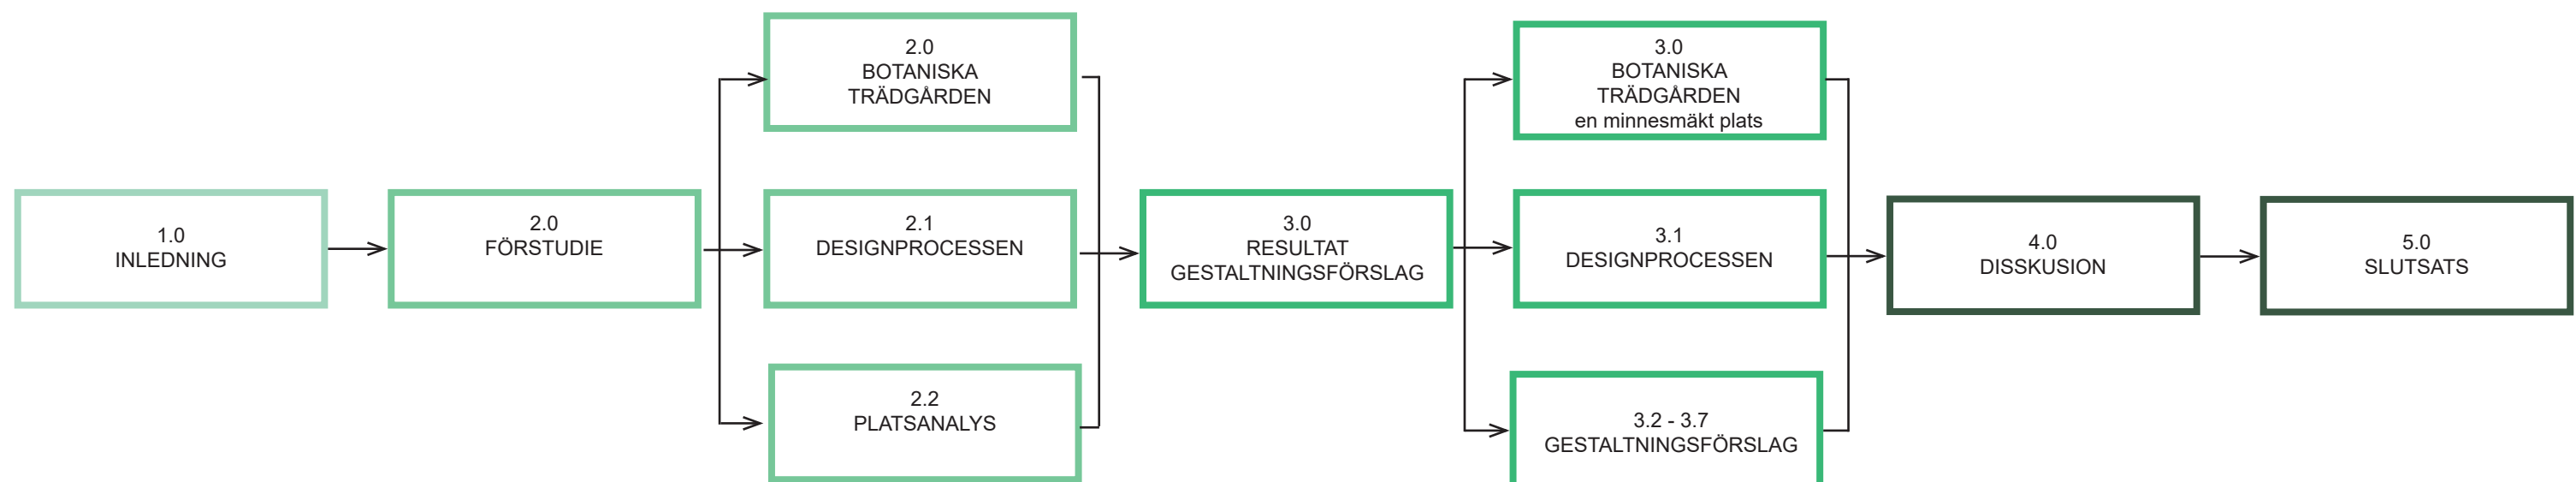 1.0
INLEDNING
2.0
FÖRSTUDIE
2.0
BOTANISKA
TRÄDGÅRDEN
2.1
DESIGNPROCESSEN
2.2
PLATSANALYS
3.0
RESULTAT
GESTALTNINGSFÖRSLAG
3.0
BOTANISKA
TRÄDGÅRDEN
en minnesmäkt plats
3.1
DESIGNPROCESSEN
3.2 - 3.7
GESTALTNINGSFÖRSLAG
4.0
DISSKUSION
5.0
SLUTSATS